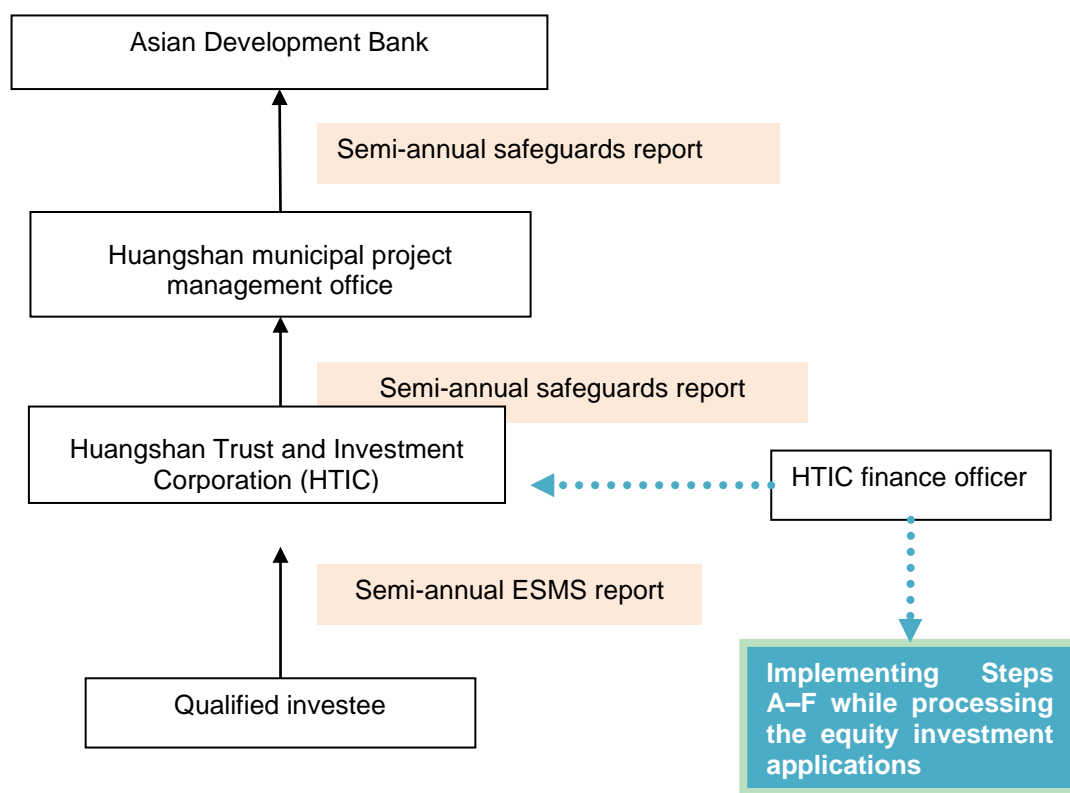 Asian Development Bank
Semi-annual safeguards report
Huangshan municipal project
management office
Semi-annual safeguards report
Huangshan Trust and Investment
Corporation (HTIC)
HTIC finance officer
Semi-annual ESMS report
Qualified investee
Implementing Steps
A–F while processing
the equity investment
applications